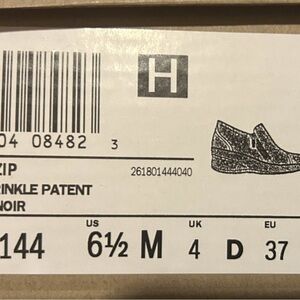 H
04 08482 3
ZIP 261801444040
RINKLE PATENT
NOIR
US UK EU
144 6½ M 4 D 37